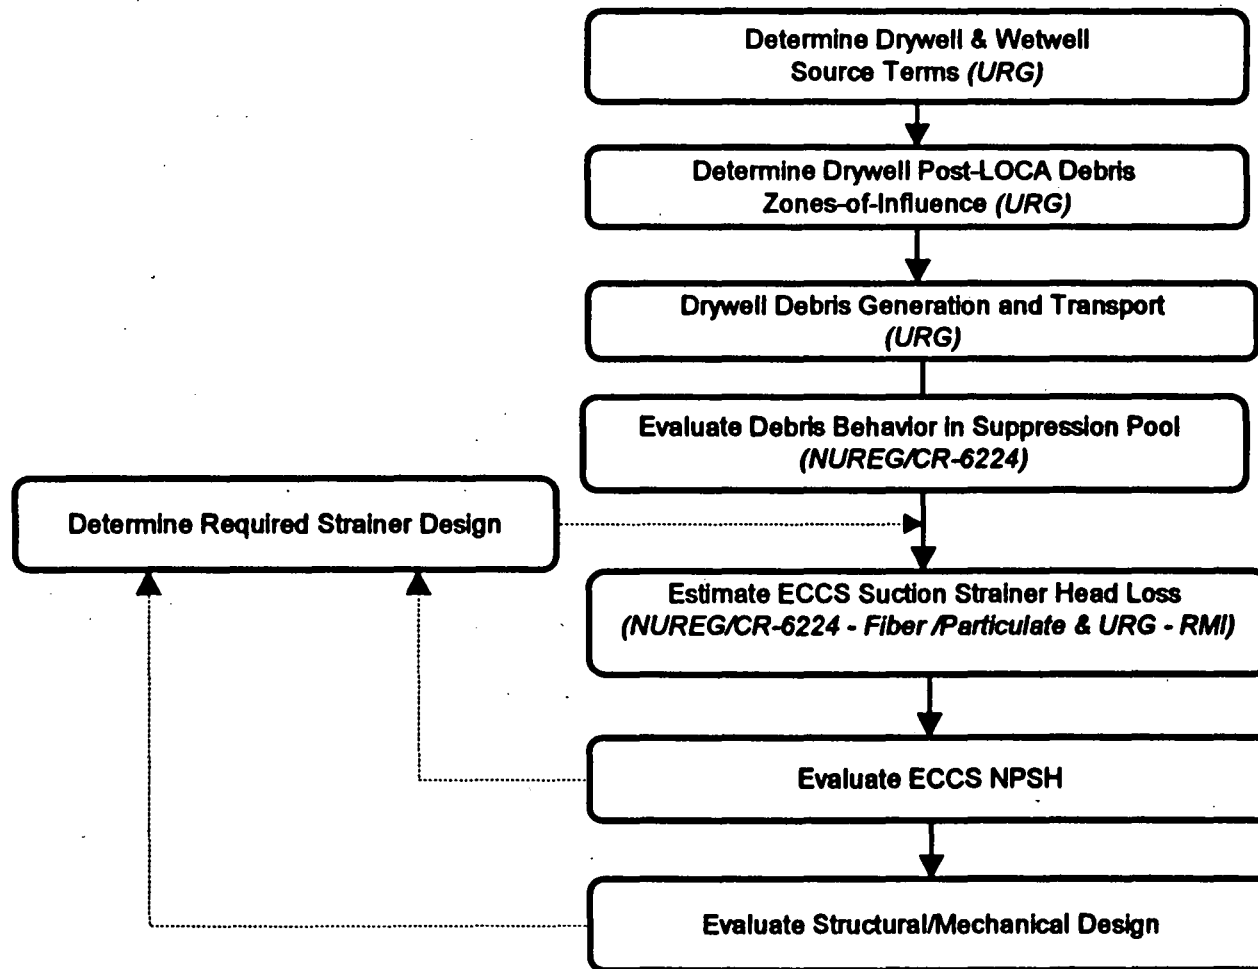 Determine Drywell & Wetwell
Source Terms (URG)
Determine Drywell Post-LOCA Debris
Zones-of-Influence (URG)
Drywell Debris Generation and Transport
(URG)
Evaluate Debris Behavior in Suppression Pool
(NUREG/CR-6224)
Determine Required Strainer Design
Estimate ECCS Suction Strainer Head Loss
(NUREG/CR-6224 - Fiber /Particulate & URG - RMI)
Evaluate ECCS NPSH
Evaluate Structural/Mechanical Design